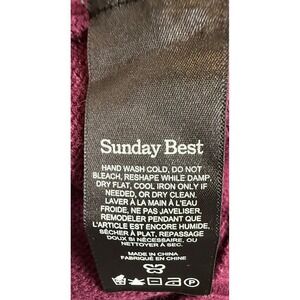 Sunday Best
HAND WASH COLD, DO NOT
BLEACH, RESHAPE WHILE DAMP,
DRY FLAT, COOL IRON ONLY IF
NEEDED, OR DRY CLEAN.
LAVER À LA MAIN À L'EAU
FROIDE, NE PAS JAVELISER,
REMODELER PENDANT QUE
L'ARTICLE EST ENCORE HUMIDE,
SÉCHER À PLAT, REPASSAGE
DOUX SI NÉCESSAIRE, OU
NETTOYER À SEC.
MADE IN CHINA
FABRIQUÉ EN CHINE